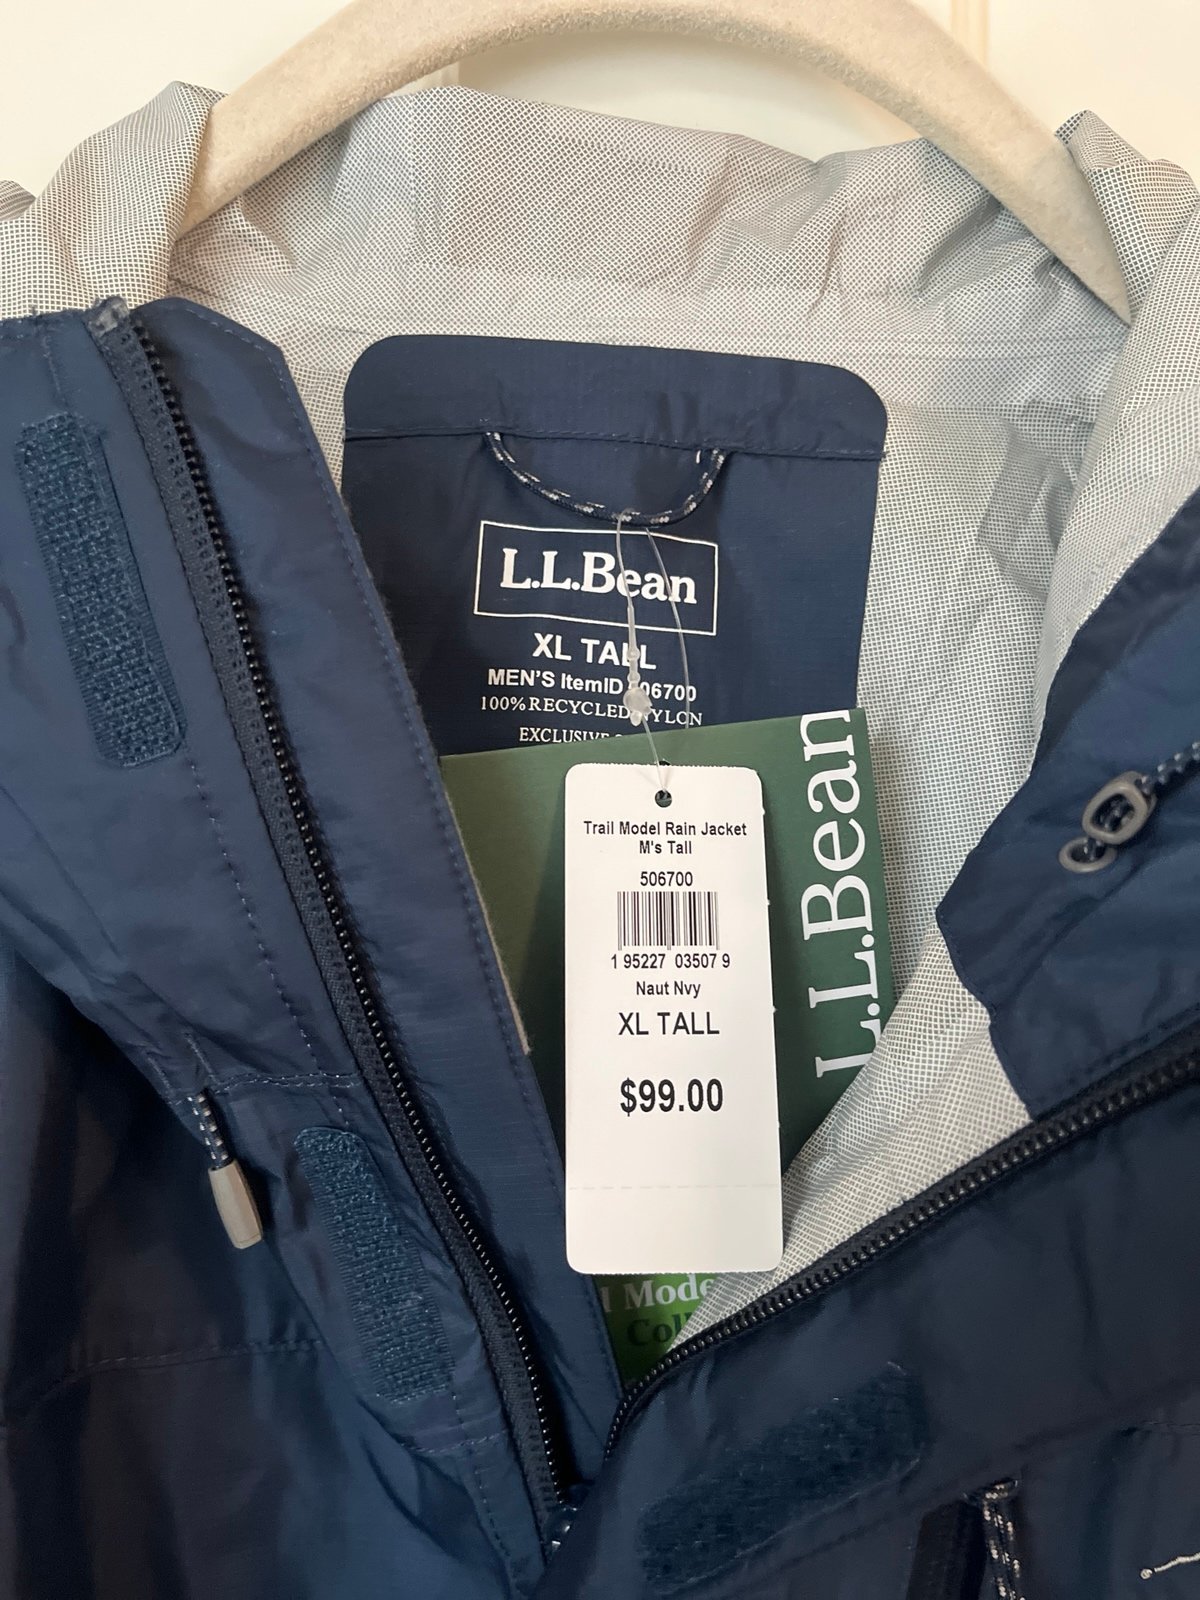 L.L.Bean
XL TALL
MEN'S ItemID 506700
100% RECYCLED NYLON
EXCLUSIVE
L.L.Bean
Trail Model Rain Jacket
M's Tall
506700
1 95227 03507 9
Naut Nvy
XL TALL
$99.00